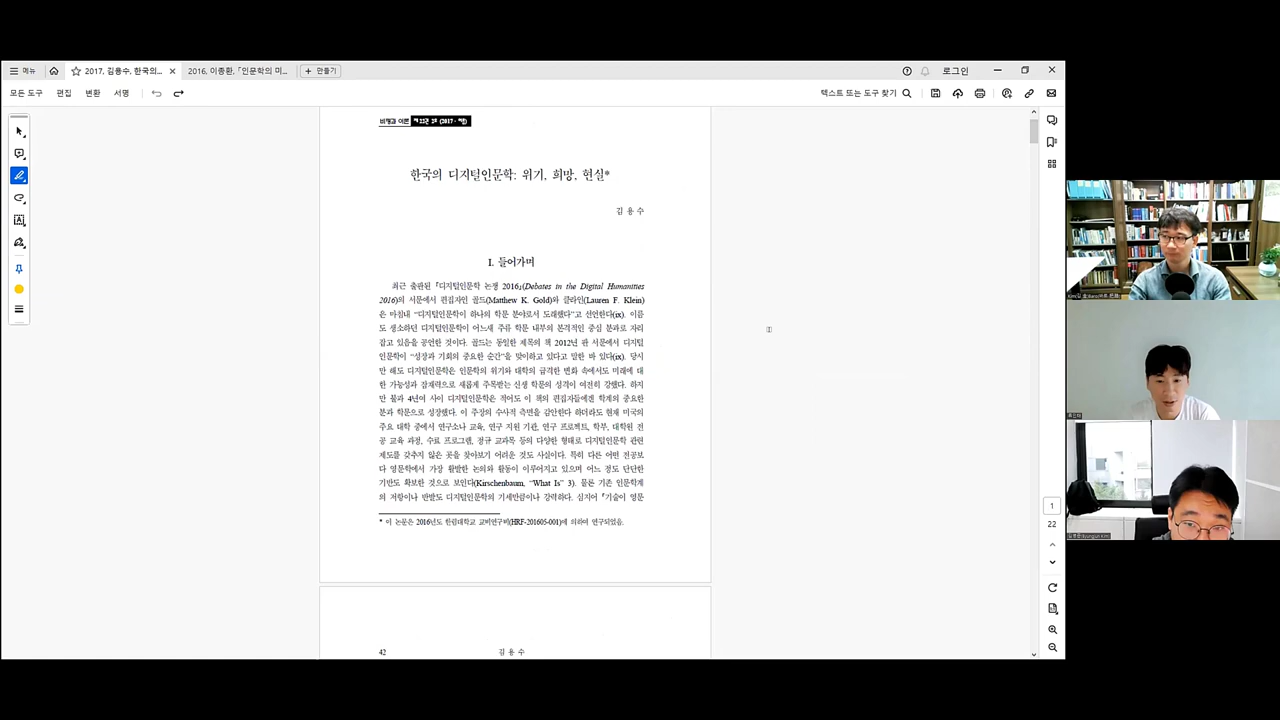 메뉴
2017, 김용수, 한국의...
2016, 이종환, 「인문학의 미...
만들기
로그인
모든 도구
편집
변환
서명
텍스트 또는 도구 찾기
비평과 이론 제22권 2호 (2017 · 여름)
한국의 디지털인문학: 위기, 희망, 현실*
김 용 수
I. 들어가며
최근 출판된 『디지털인문학 논쟁 2016』(Debates in the Digital Humanities
2016)의 서문에서 편집자인 골드(Matthew K. Gold)와 클라인(Lauren F. Klein)
은 마침내 “디지털인문학이 하나의 학문 분야로서 도래했다”고 선언한다(ix). 이름
도 생소하던 디지털인문학이 어느새 주류 학문 내부의 본격적인 중심 분과로 자리
잡고 있음을 공언한 것이다. 골드는 동일한 제목의 책 2012년 판 서문에서 디지털
인문학이 “성장과 기회의 중요한 순간”을 맞이하고 있다고 말한 바 있다(ix). 당시
만 해도 디지털인문학은 인문학의 위기와 대학의 급격한 변화 속에서도 미래에 대
한 가능성과 잠재력으로 새롭게 주목받는 신생 학문의 성격이 여전히 강했다. 하지
만 불과 4년여 사이 디지털인문학은 적어도 이 책의 편집자들에겐 학계의 중요한
분과 학문으로 성장했다. 이 주장의 수사적 측면을 감안한다 하더라도 현재 미국의
주요 대학 중에서 연구소나 교육, 연구 지원 기관, 연구 프로젝트, 학부, 대학원 전
공 교육 과정, 수료 프로그램, 정규 교과목 등의 다양한 형태로 디지털인문학 관련
제도를 갖추지 않은 곳을 찾아보기 어려운 것도 사실이다. 특히 다른 어떤 전공보
다 영문학에서 가장 활발한 논의와 활동이 이루어지고 있으며 어느 정도 단단한
기반도 확보한 것으로 보인다(Kirschenbaum, “What Is” 3). 물론 기존 인문학계
의 저항이나 반발도 디지털인문학의 기세만큼이나 강력하다. 심지어 『기술이 영문
* 이 논문은 2016년도 한림대학교 교비연구비(HRF-201605-001)에 의하여 연구되었음.
42
김 용 수
1
22